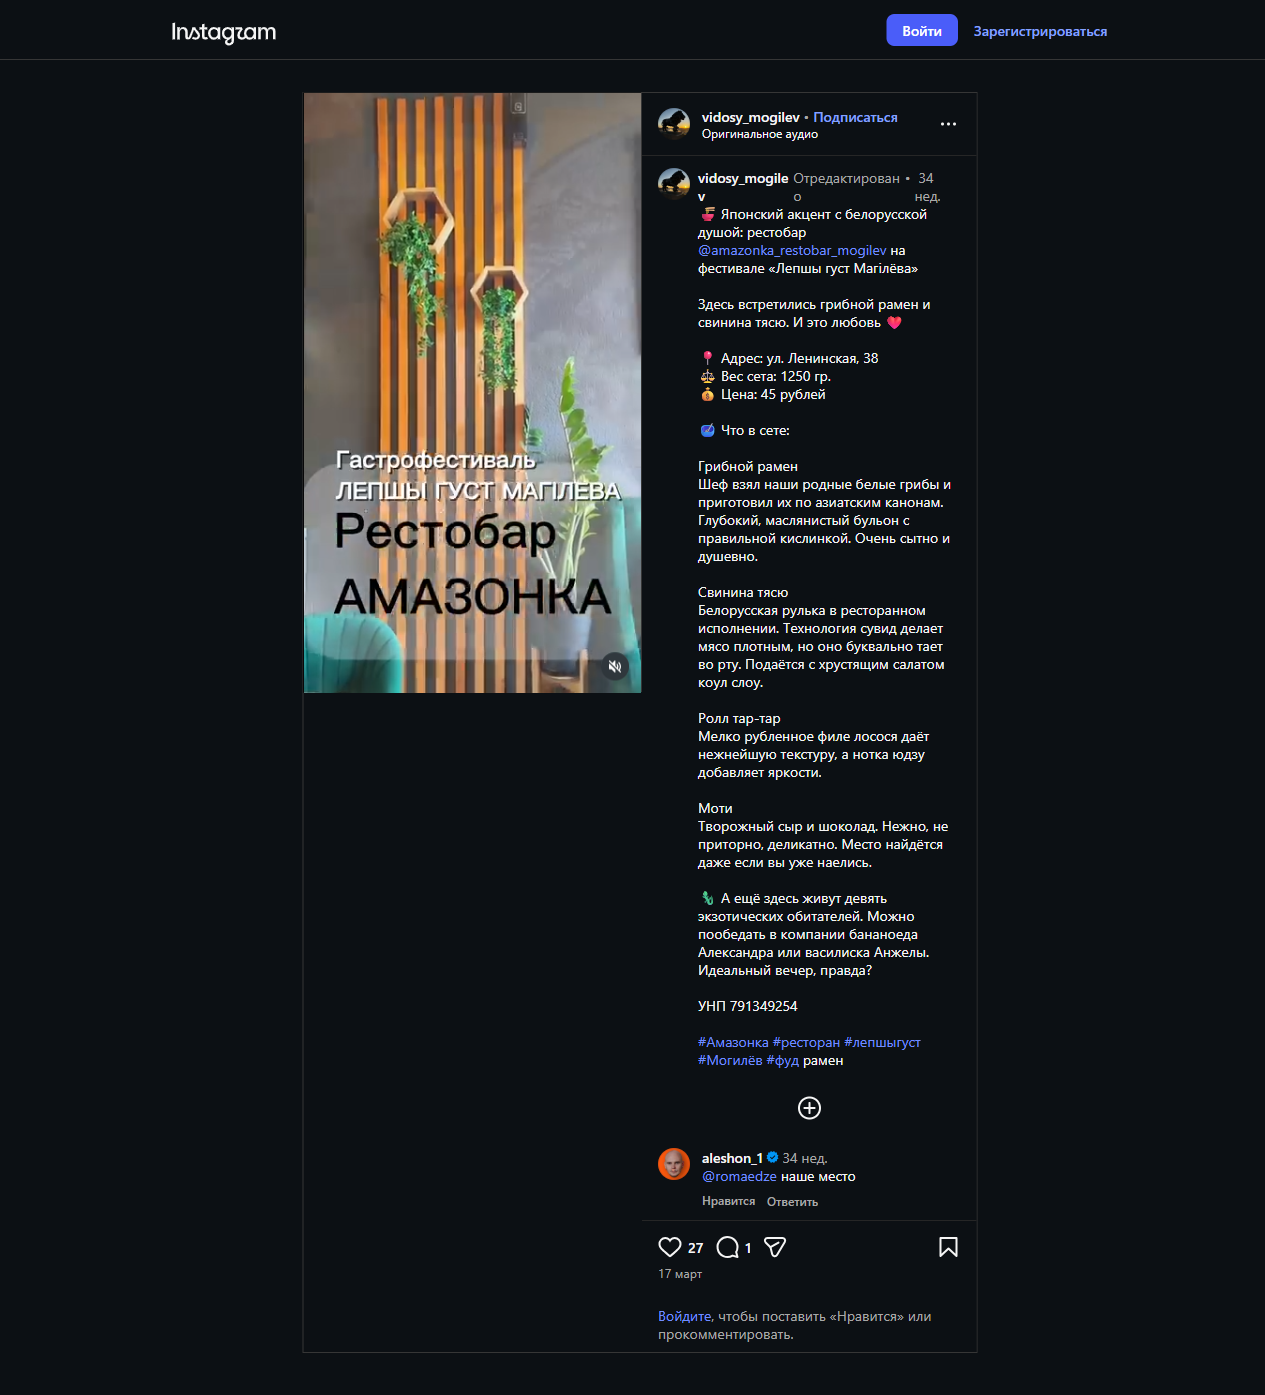 Instagram
Войти
Зарегистрироваться
Гастрофестиваль
ЛЕПШЫ ГУСТ МАГІЛЕВА
Рестобар
АМАЗОНКА
vidosy_mogilev • Подписаться
Оригинальное аудио
vidosy_mogile Отредактирован • 34
v о нед.
Японский акцент с белорусской
душой: рестобар
@amazonka_restobar_mogilev на
фестивале «Лепшы густ Магілёва»
Здесь встретились грибной рамен и
свинина тясю. И это любовь
Адрес: ул. Ленинская, 38
Вес сета: 1250 гр.
Цена: 45 рублей
Что в сете:
Грибной рамен
Шеф взял наши родные белые грибы и
приготовил их по азиатским канонам.
Глубокий, маслянистый бульон с
правильной кислинкой. Очень сытно и
душевно.
Свинина тясю
Белорусская рулька в ресторанном
исполнении. Технология сувид делает
мясо плотным, но оно буквально тает
во рту. Подаётся с хрустящим салатом
коул слоу.
Ролл тар-тар
Мелко рубленное филе лосося даёт
нежнейшую текстуру, а нотка юдзу
добавляет яркости.
Моти
Творожный сыр и шоколад. Нежно, не
приторно, деликатно. Место найдётся
даже если вы уже наелись.
А ещё здесь живут девять
экзотических обитателей. Можно
пообедать в компании бананоеда
Александра или василиска Анжелы.
Идеальный вечер, правда?
УНП 791349254
#Амазонка #ресторан #лепшыгуст
#Могилёв #фуд рамен
aleshon_1 34 нед.
@romaedze наше место
Нравится Ответить
27 1
17 март
Войдите, чтобы поставить «Нравится» или
прокомментировать.